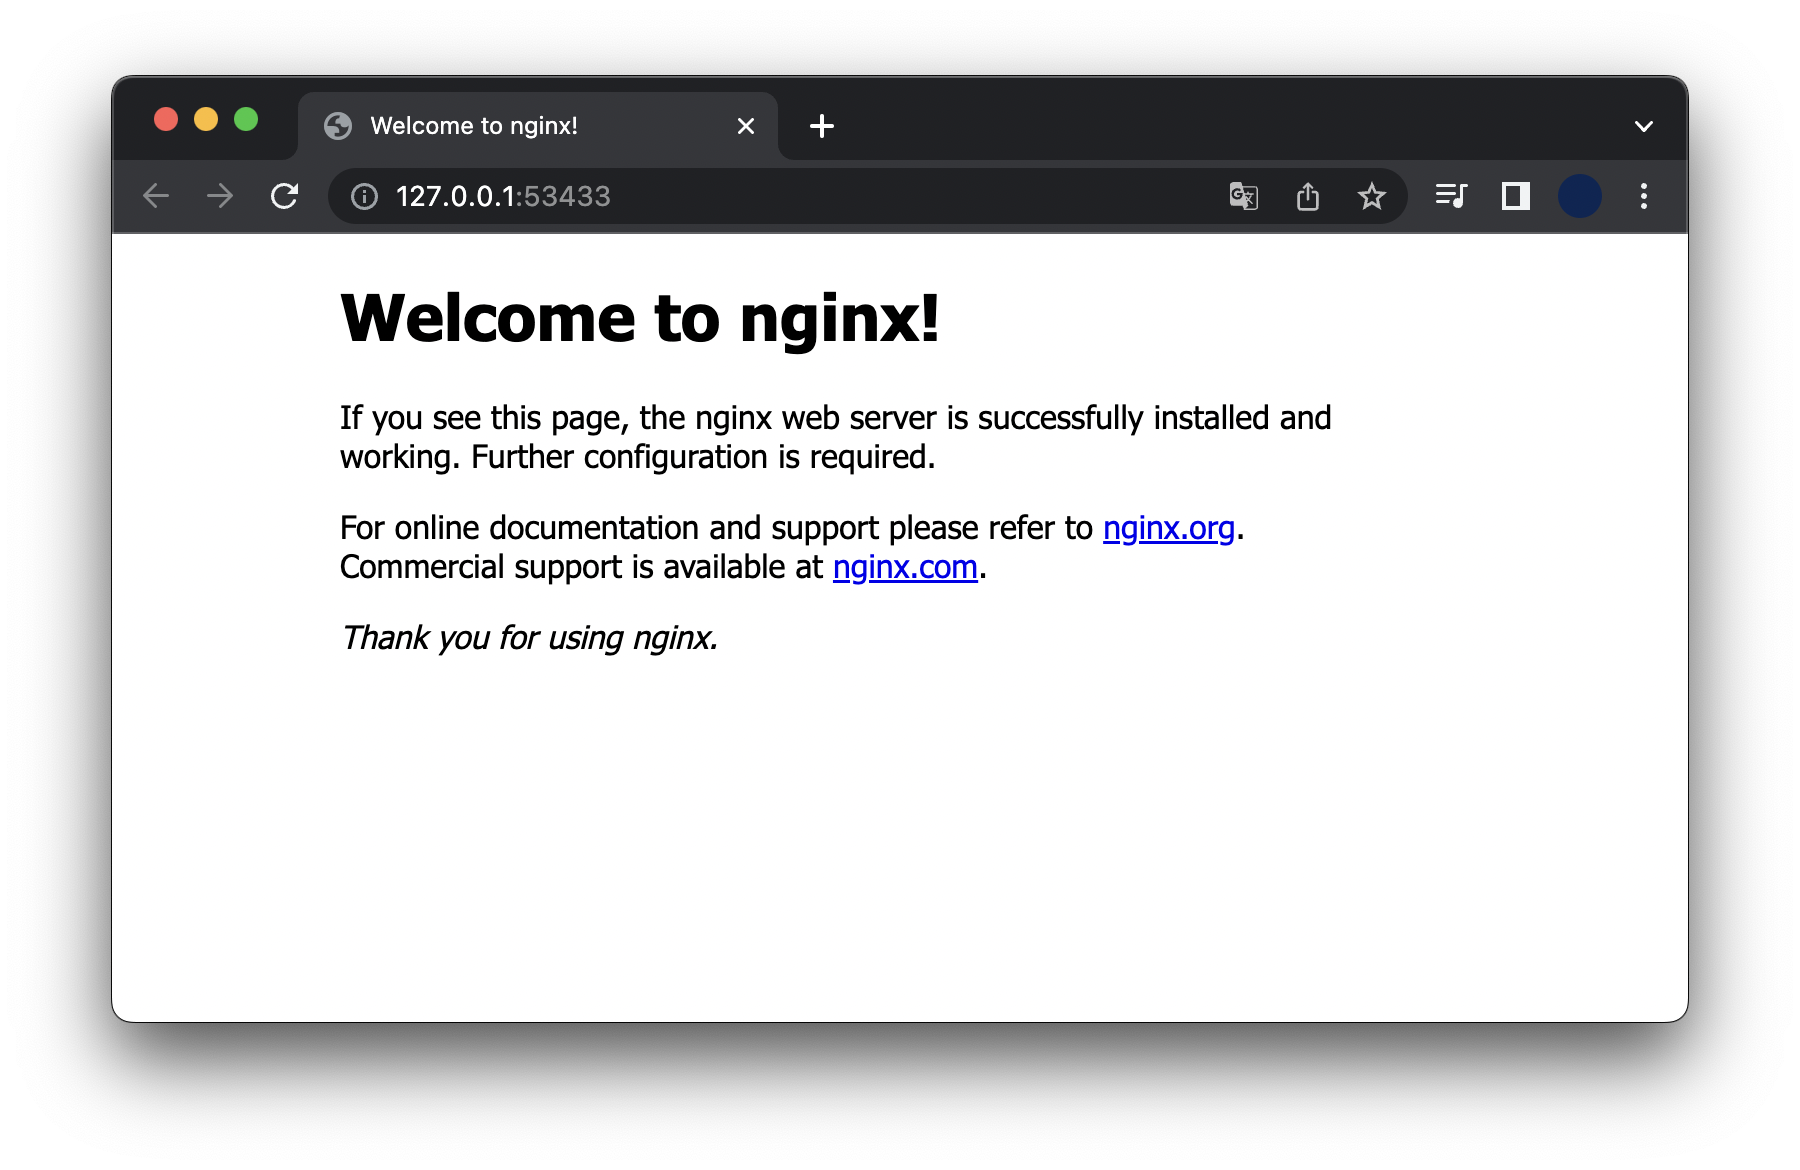 Welcome to nginx!
127.0.0.1:53433
Welcome to nginx!
If you see this page, the nginx web server is successfully installed and
working. Further configuration is required.
For online documentation and support please refer to nginx.org.
Commercial support is available at nginx.com.
Thank you for using nginx.